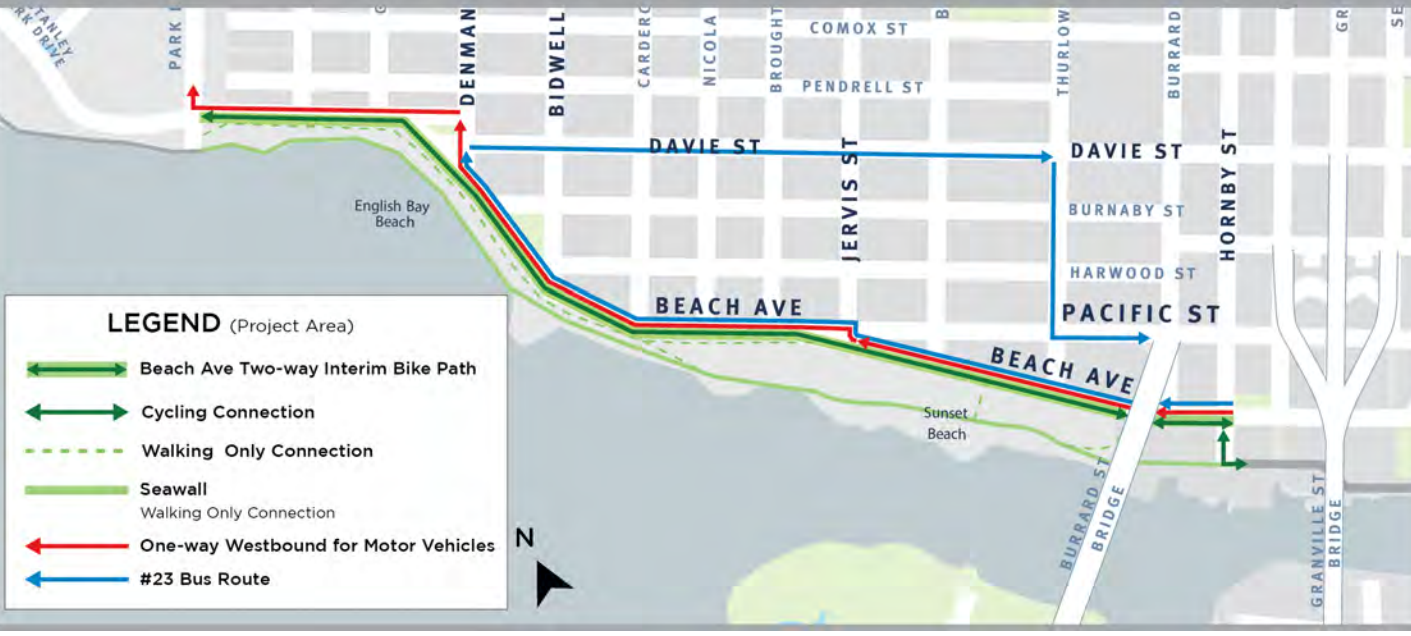 STANLEY
PARK DRIVE
PARK
DENMAN
BIDWELL
CARDERO
NICOLA
BROUGHT
COMOX ST
B
THURLOW
BURRARD
GR
SE
PENDRELL ST
DAVIE ST
JERVIS ST
DAVIE ST
HORNBY ST
English Bay
Beach
BURNABY ST
HARWOOD ST
BEACH AVE
PACIFIC ST
BEACH AVE
Sunset
Beach
BURRARD ST
BRIDGE
GRANVILLE ST
BRIDGE
LEGEND (Project Area)
Beach Ave Two-way Interim Bike Path
Cycling Connection
Walking Only Connection
Seawall
Walking Only Connection
One-way Westbound for Motor Vehicles
#23 Bus Route
N